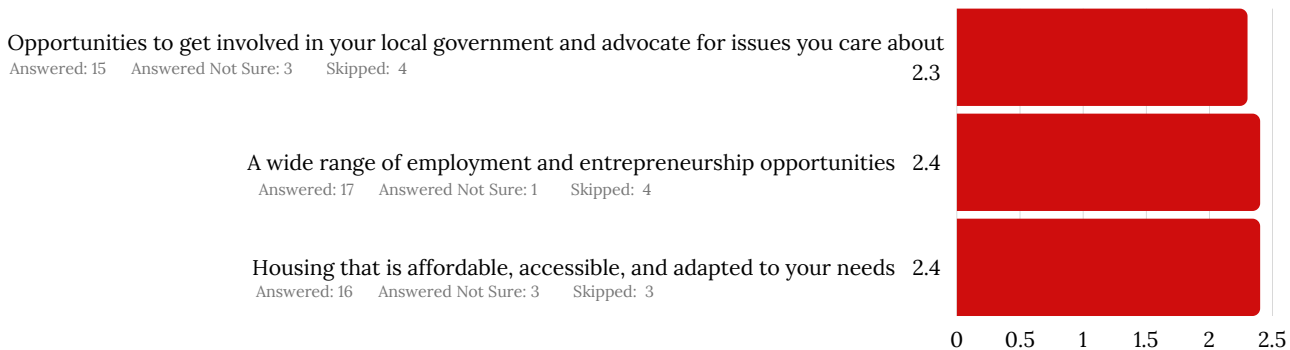 Opportunities to get involved in your local government and advocate for issues you care about
Answered: 15 Answered Not Sure: 3 Skipped: 4
2.3
A wide range of employment and entrepreneurship opportunities 2.4
Answered: 17 Answered Not Sure: 1 Skipped: 4
Housing that is affordable, accessible, and adapted to your needs 2.4
Answered: 16 Answered Not Sure: 3 Skipped: 3
0 0.5 1 1.5 2 2.5